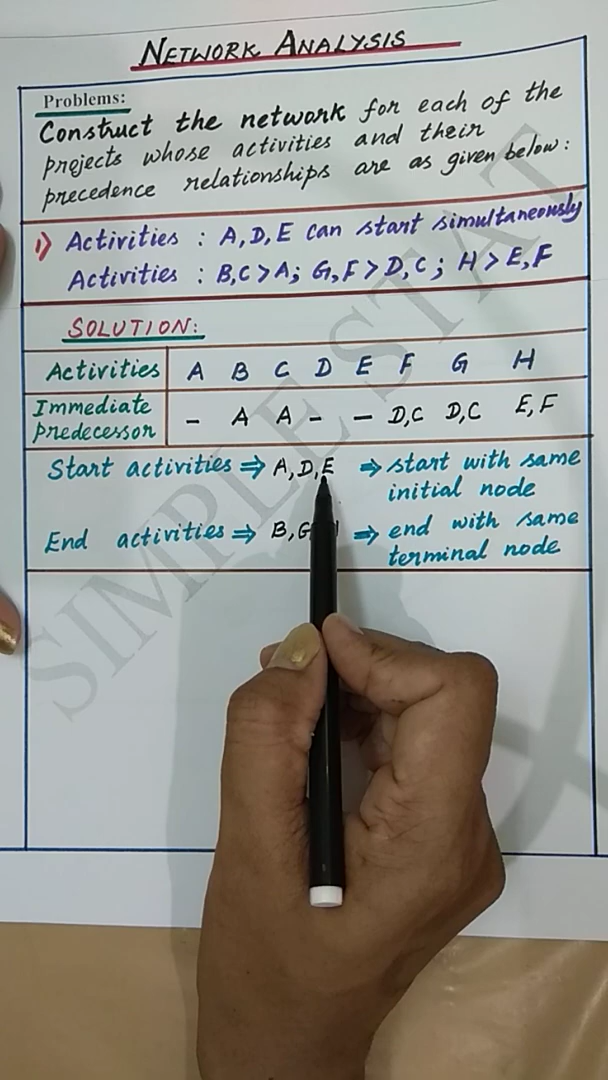 NETWORK ANALYSIS
Problems:
Construct the network for each of the
projects whose activities and their
precedence relationships are as given below:
1) Activities : A, D, E can start simultaneously
Activities : B, C > A; G, F > D, C; H > E, F
SOLUTION:
Activities A B C D E F G H
Immediate Predecessor - A A - - D,C D,C E,F
Start activities ⇒ A, D, E ⇒ start with same
initial node
End activities ⇒ B, G ⇒ end with same
terminal node
SIMPLE STAT